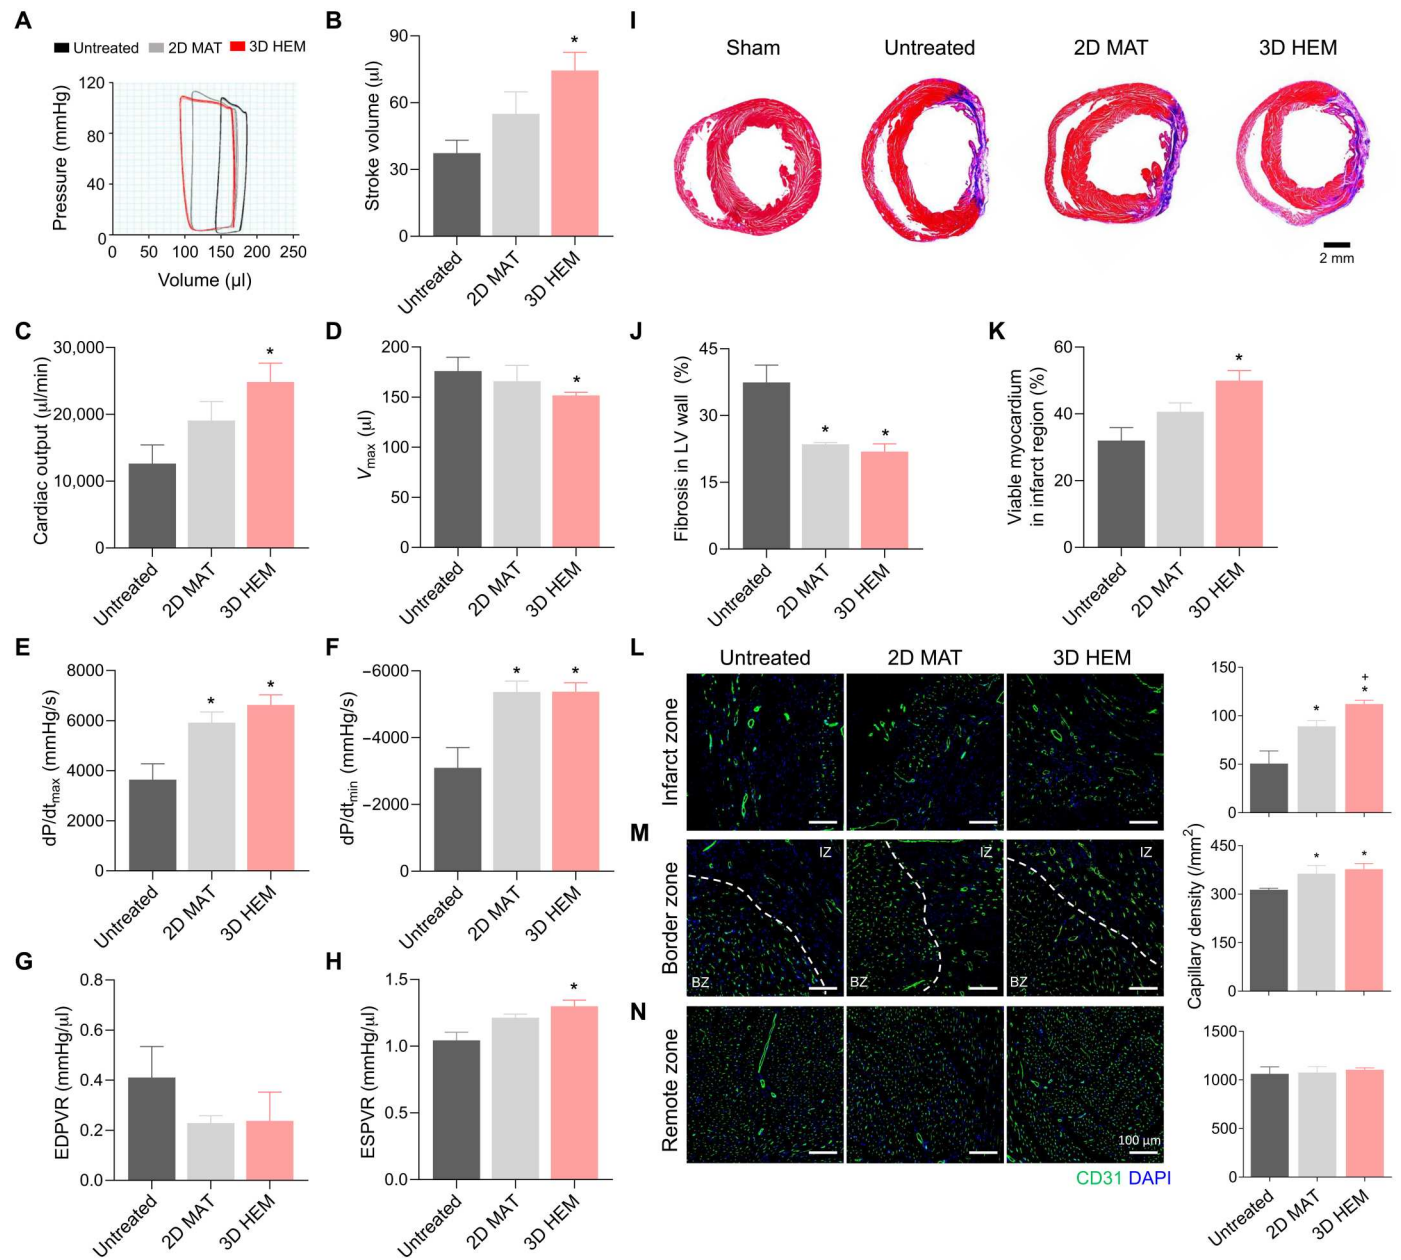 A
Untreated 2D MAT 3D HEM
Pressure (mmHg)
120
80
40
0
0 50 100 150 200 250
Volume (µl)
B
Stroke volume (µl)
90
60
30
0
Untreated
2D MAT
3D HEM
*
I
Sham Untreated 2D MAT 3D HEM
2 mm
C
Cardiac output (µl/min)
30,000
20,000
10,000
0
Untreated
2D MAT
3D HEM
*
D
Vmax (µl)
200
150
100
50
0
Untreated
2D MAT
3D HEM
*
J
Fibrosis in LV wall (%)
45
30
15
0
Untreated
2D MAT
3D HEM
* *
K
Viable myocardium
in infarct region (%)
60
40
20
0
Untreated
2D MAT
3D HEM
*
E
dP/dtmax (mmHg/s)
8000
6000
4000
2000
0
Untreated
2D MAT
3D HEM
* *
F
dP/dtmin (mmHg/s)
–6000
–4000
–2000
0
Untreated
2D MAT
3D HEM
* *
G
EDPVR (mmHg/µl)
0.8
0.6
0.4
0.2
0.0
Untreated
2D MAT
3D HEM
H
ESPVR (mmHg/µl)
1.5
1.0
0.5
0.0
Untreated
2D MAT
3D HEM
*
L
Untreated 2D MAT 3D HEM
Infarct zone
150
100
50
0
* + *
M
Border zone
IZ IZ IZ
BZ BZ BZ
Capillary density (/mm2)
450
300
150
0
* *
N
Remote zone
100 µm
CD31 DAPI
1500
1000
500
0
Untreated
2D MAT
3D HEM